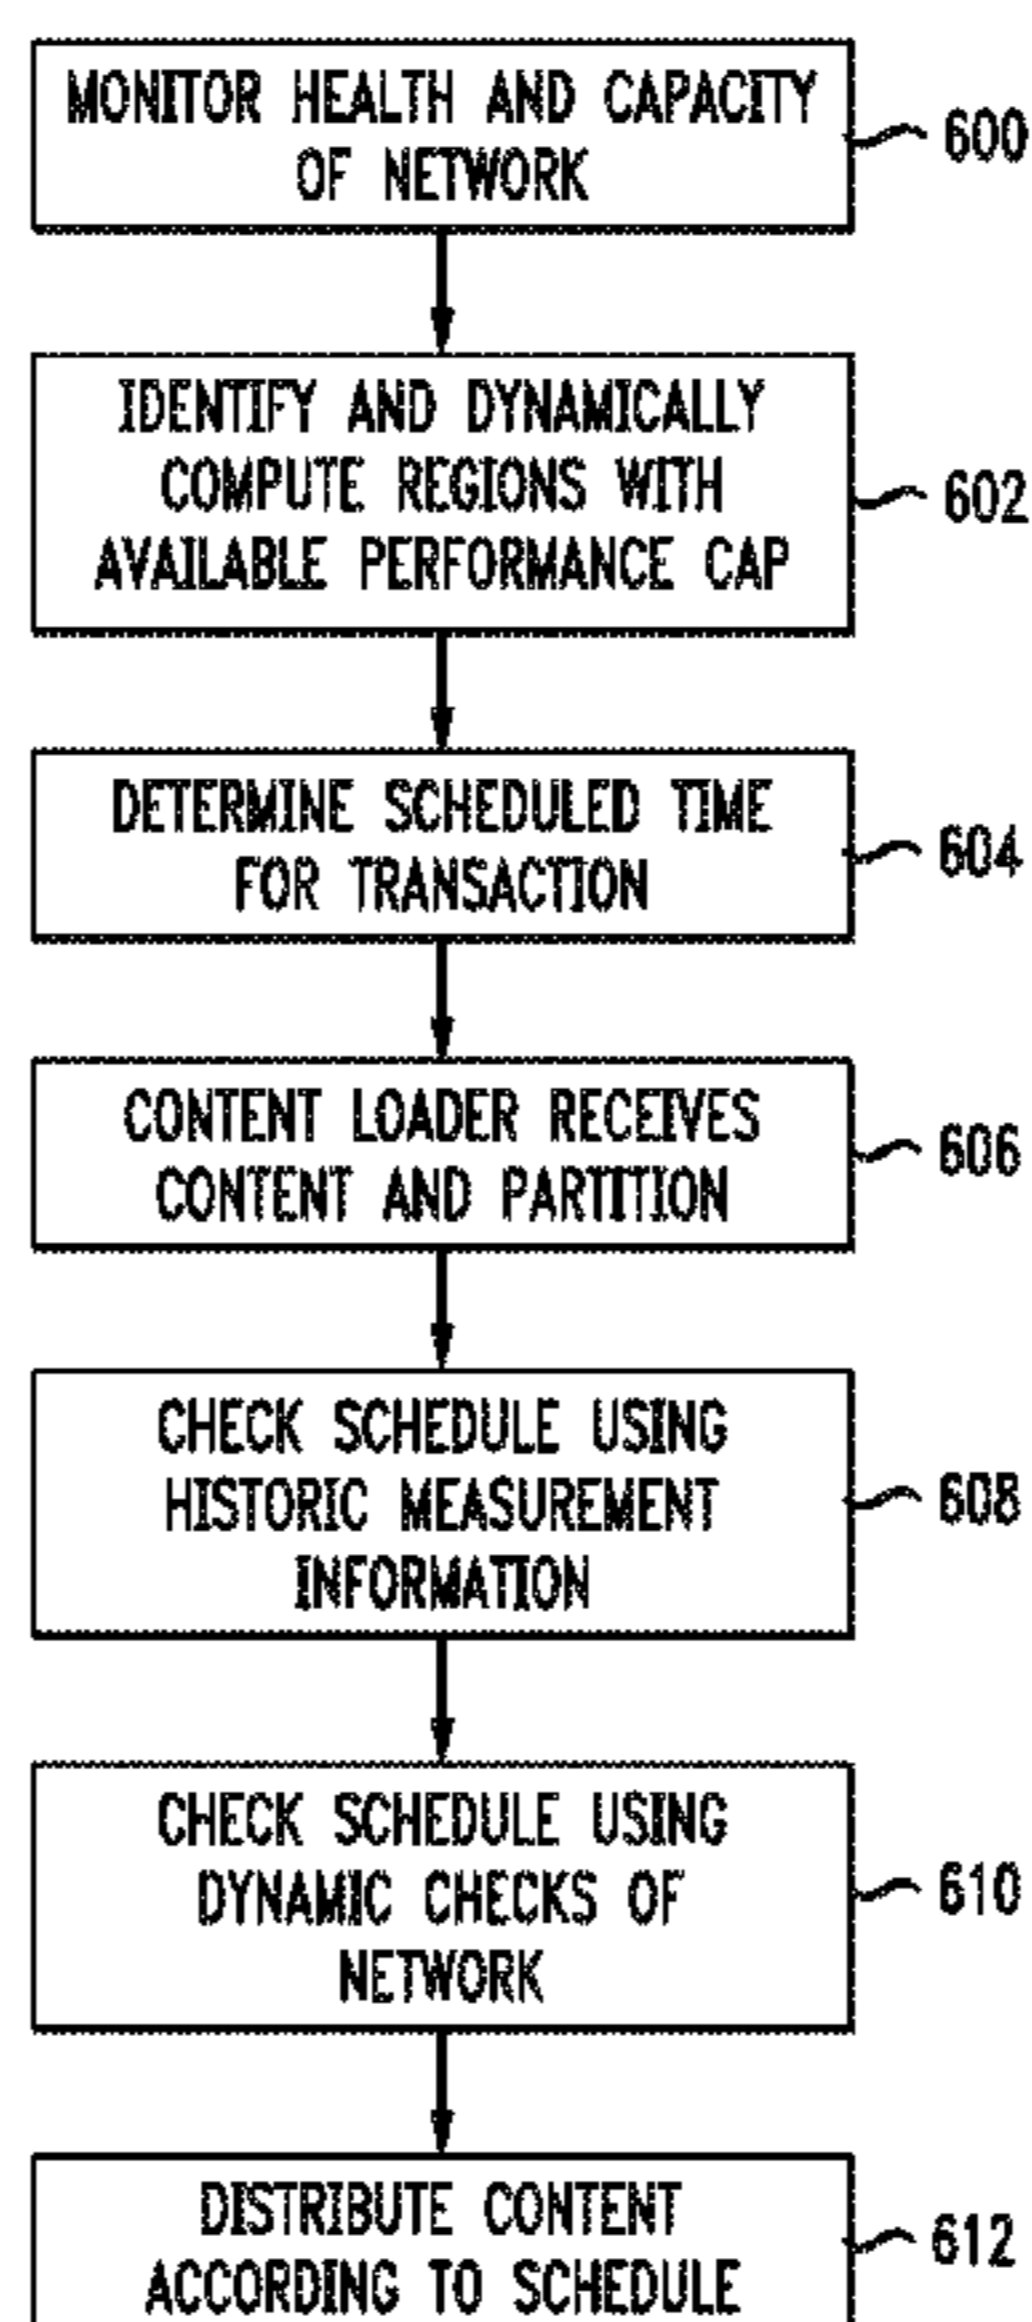 MONITOR HEALTH AND CAPACITY
OF NETWORK
600
IDENTIFY AND DYNAMICALLY
COMPUTE REGIONS WITH
AVAILABLE PERFORMANCE CAP
602
DETERMINE SCHEDULED TIME
FOR TRANSACTION
604
CONTENT LOADER RECEIVES
CONTENT AND PARTITION
606
CHECK SCHEDULE USING
HISTORIC MEASUREMENT
INFORMATION
608
CHECK SCHEDULE USING
DYNAMIC CHECKS OF
NETWORK
610
DISTRIBUTE CONTENT
ACCORDING TO SCHEDULE
612